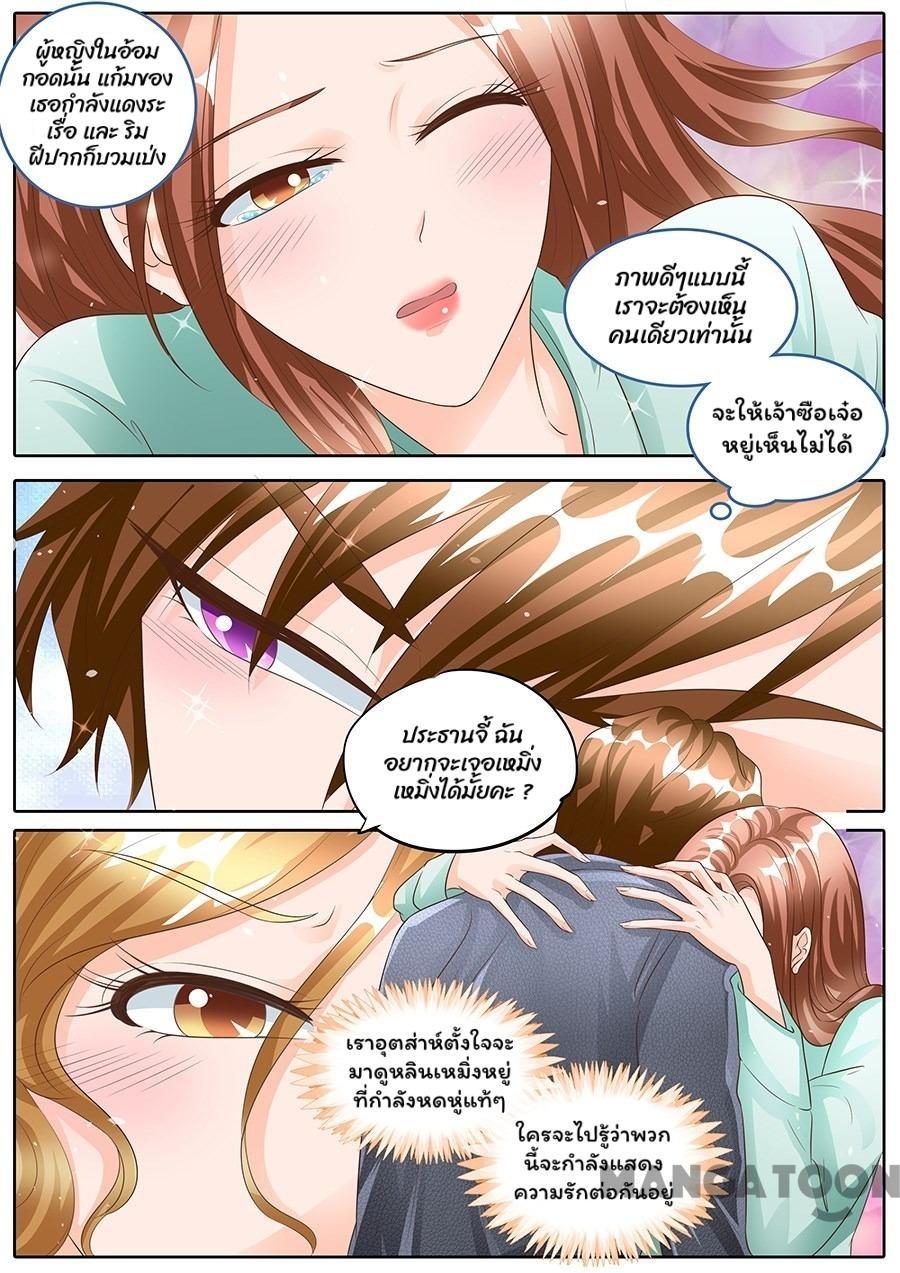 ผู้หญิงในอ้อม
กอดนั้น แก้มของ
เธอกำลังแดงระ
เรื่อ และ ริม
ฝีปากก็บวมเป่ง
ภาพดีๆแบบนี้
เราจะต้องเห็น
คนเดียวเท่านั้น
จะให้เจ้าซือเจ๋อ
หยู่เห็นไม่ได้
ประธานจี้ ฉัน
อยากจะเจอเหมิ่ง
เหมิ่งได้มั้ยคะ ?
เราอุตส่าห์ตั้งใจจะ
มาดูหลินเหมิ่งหยู่
ที่กำลังหดหู่แท้ๆ
ใครจะไปรู้ว่าพวก
นี้จะกำลังแสดง
ความรักต่อกันอยู่
MANGATOON